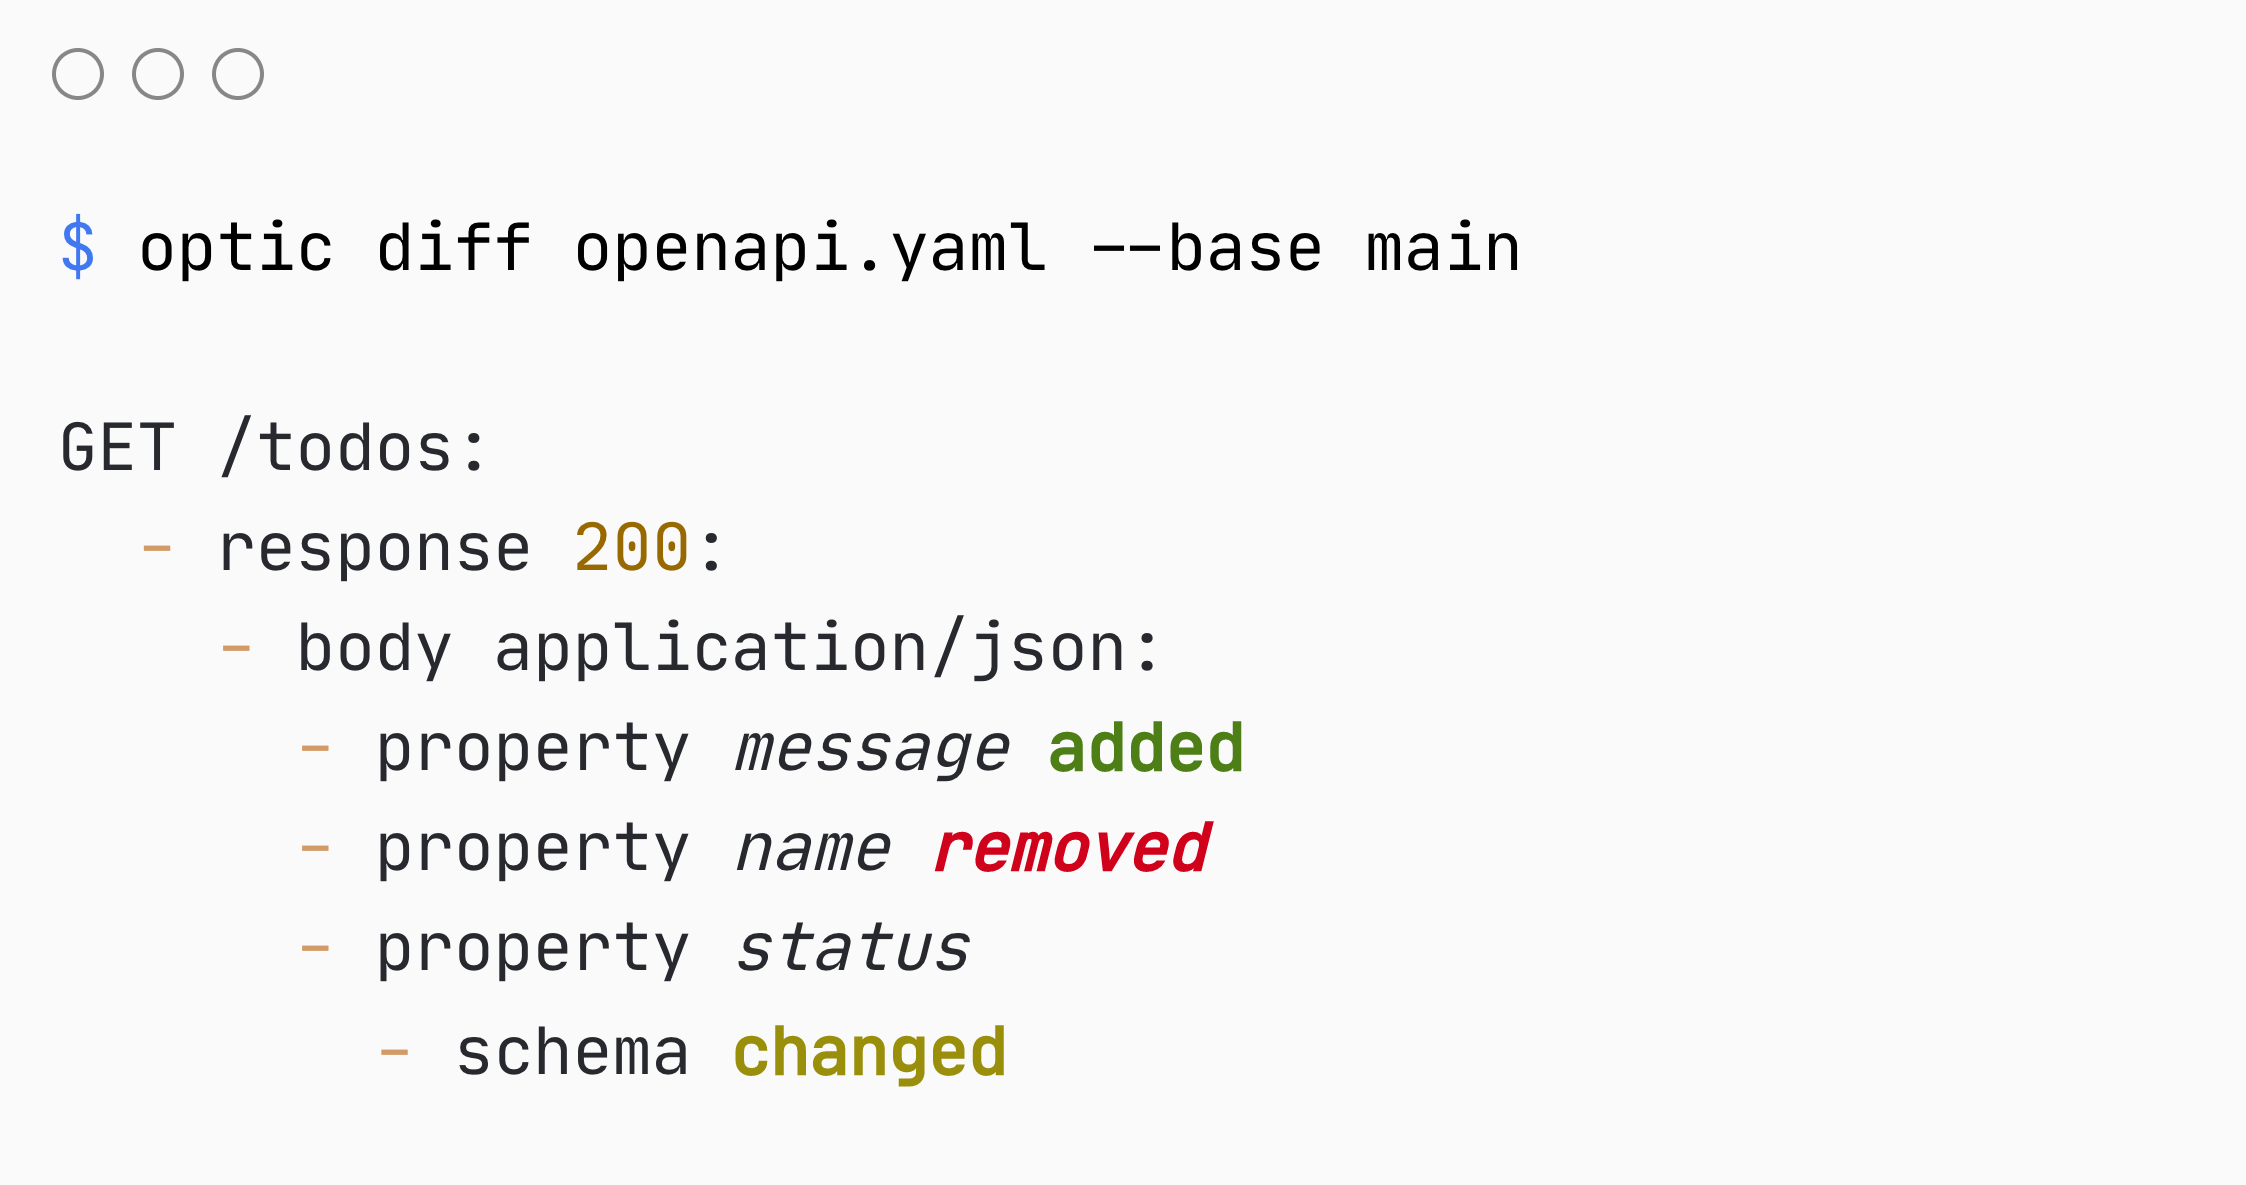 $ optic diff openapi.yaml --base main
GET /todos:
- response 200:
- body application/json:
- property message added
- property name removed
- property status
- schema changed